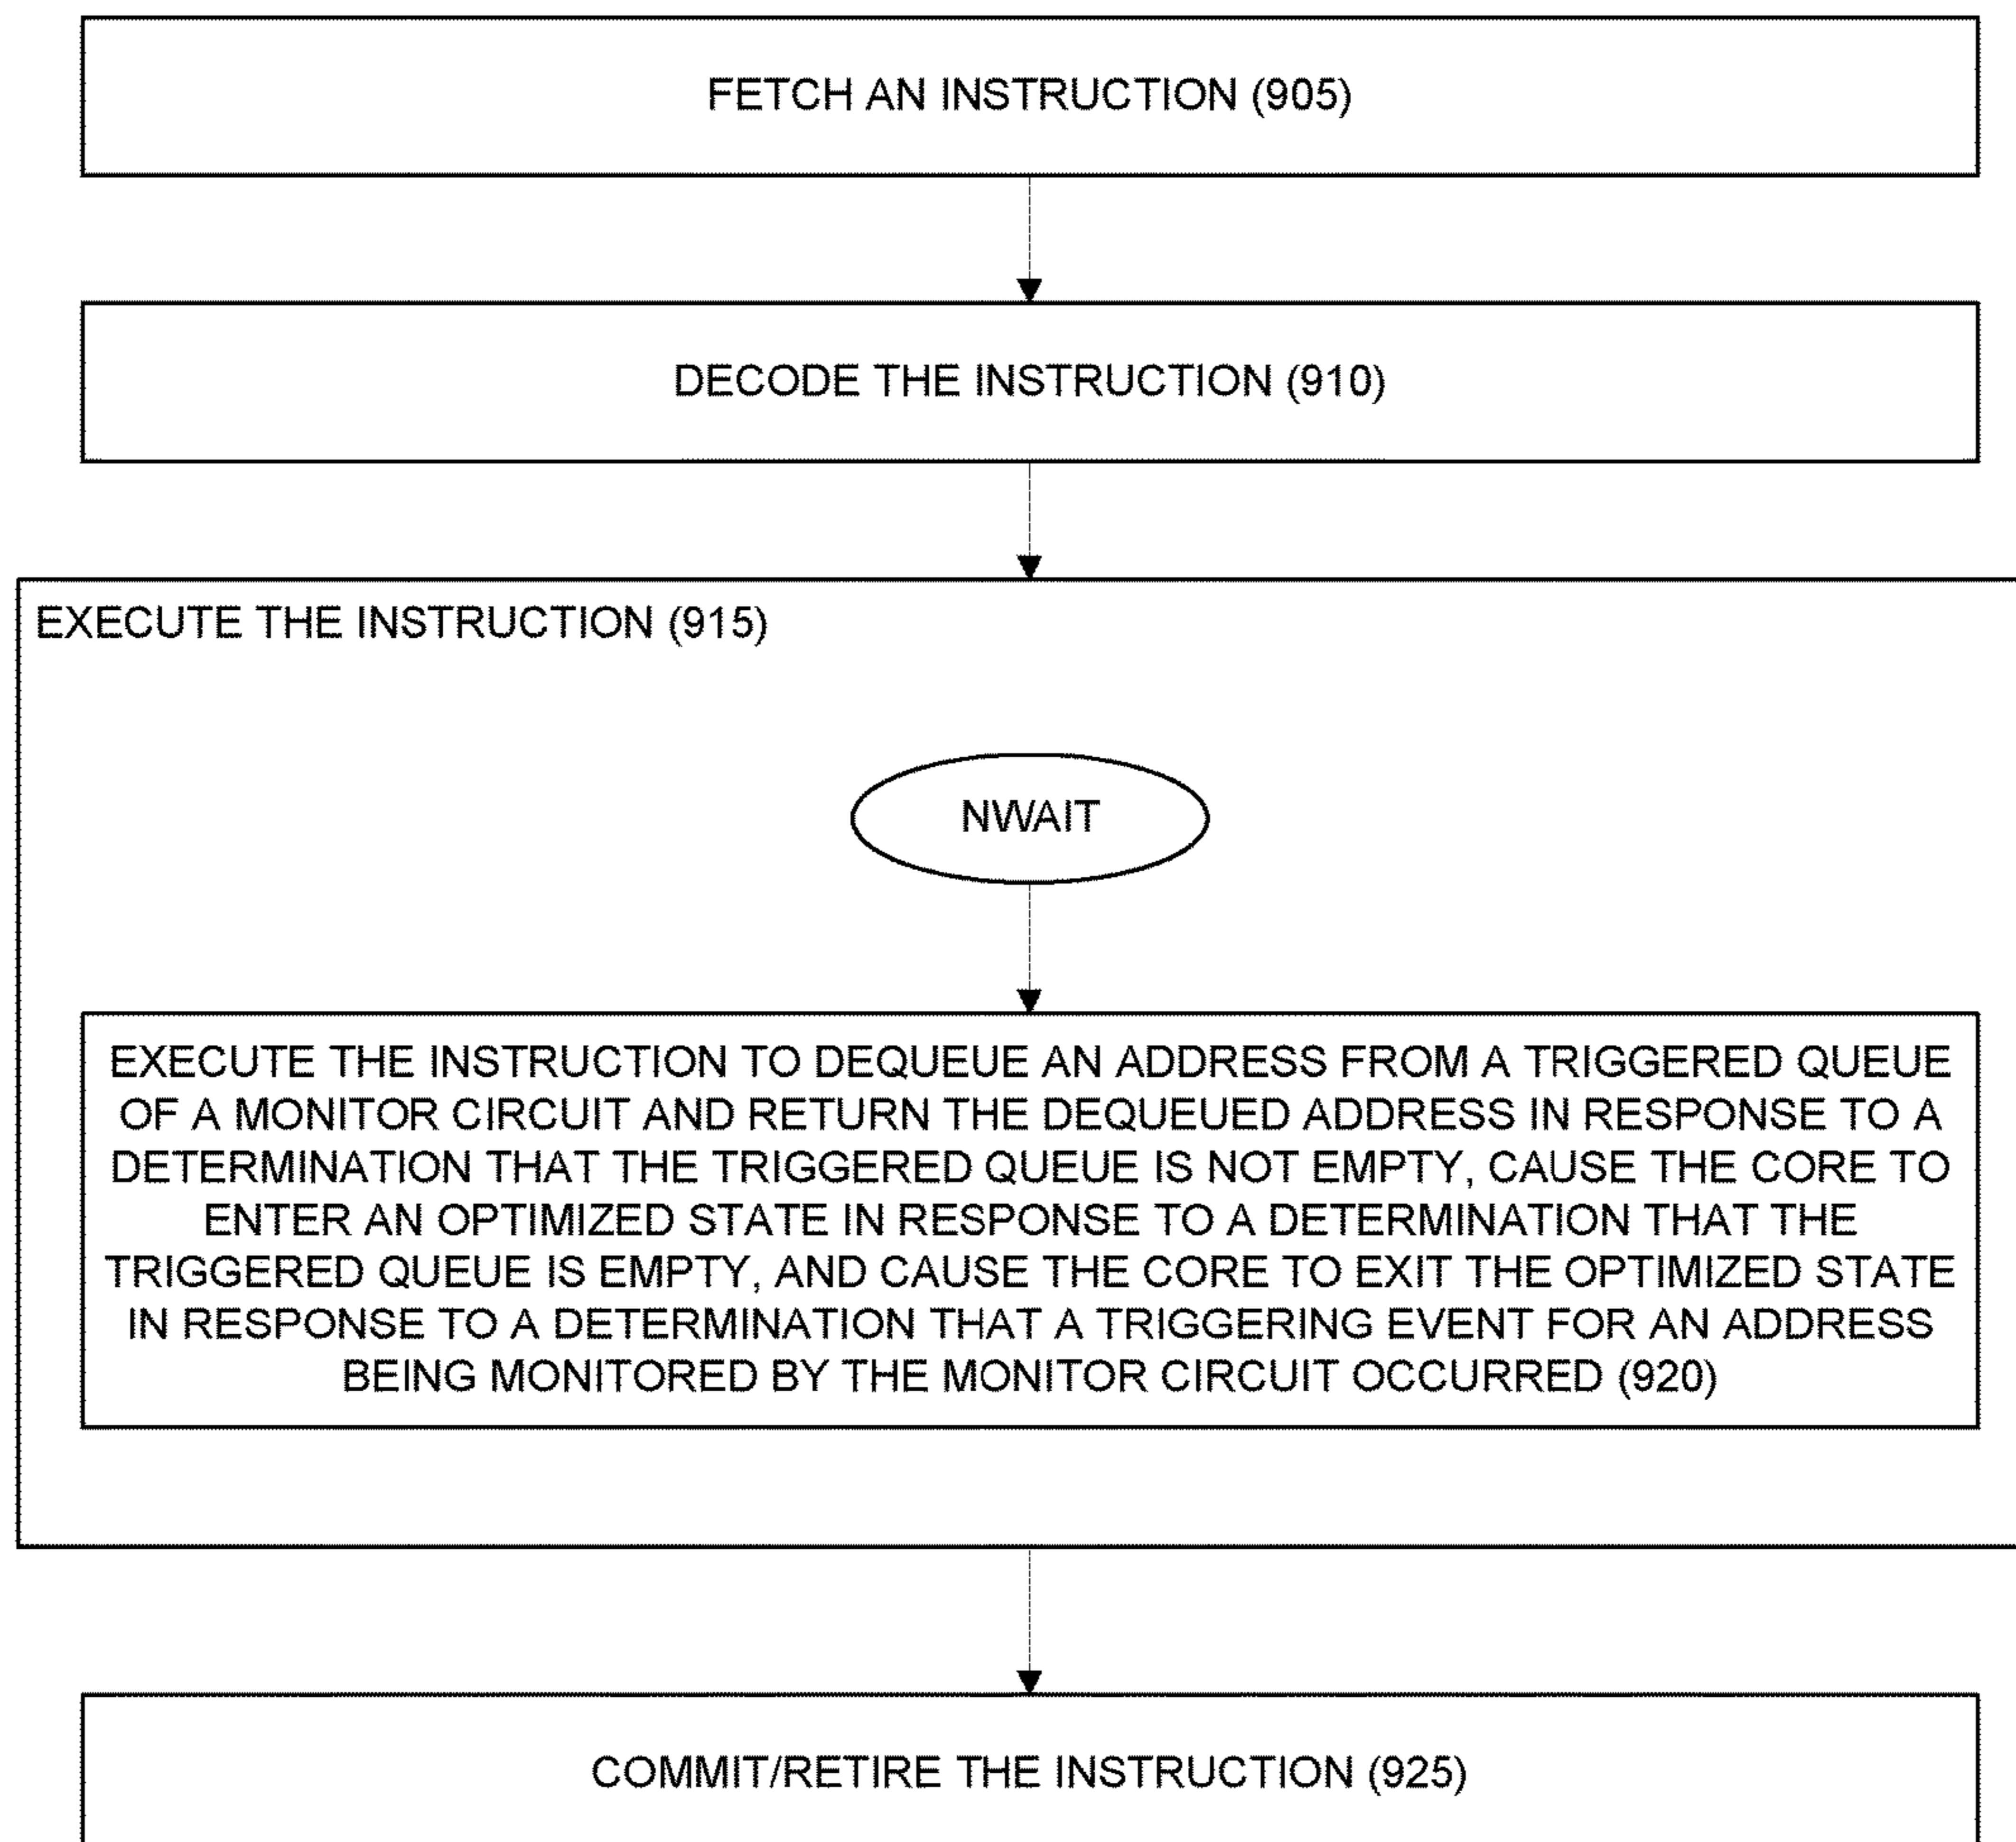 FETCH AN INSTRUCTION (905)
DECODE THE INSTRUCTION (910)
EXECUTE THE INSTRUCTION (915)
NWAIT
EXECUTE THE INSTRUCTION TO DEQUEUE AN ADDRESS FROM A TRIGGERED QUEUE
OF A MONITOR CIRCUIT AND RETURN THE DEQUEUED ADDRESS IN RESPONSE TO A
DETERMINATION THAT THE TRIGGERED QUEUE IS NOT EMPTY, CAUSE THE CORE TO
ENTER AN OPTIMIZED STATE IN RESPONSE TO A DETERMINATION THAT THE
TRIGGERED QUEUE IS EMPTY, AND CAUSE THE CORE TO EXIT THE OPTIMIZED STATE
IN RESPONSE TO A DETERMINATION THAT A TRIGGERING EVENT FOR AN ADDRESS
BEING MONITORED BY THE MONITOR CIRCUIT OCCURRED (920)
COMMIT/RETIRE THE INSTRUCTION (925)